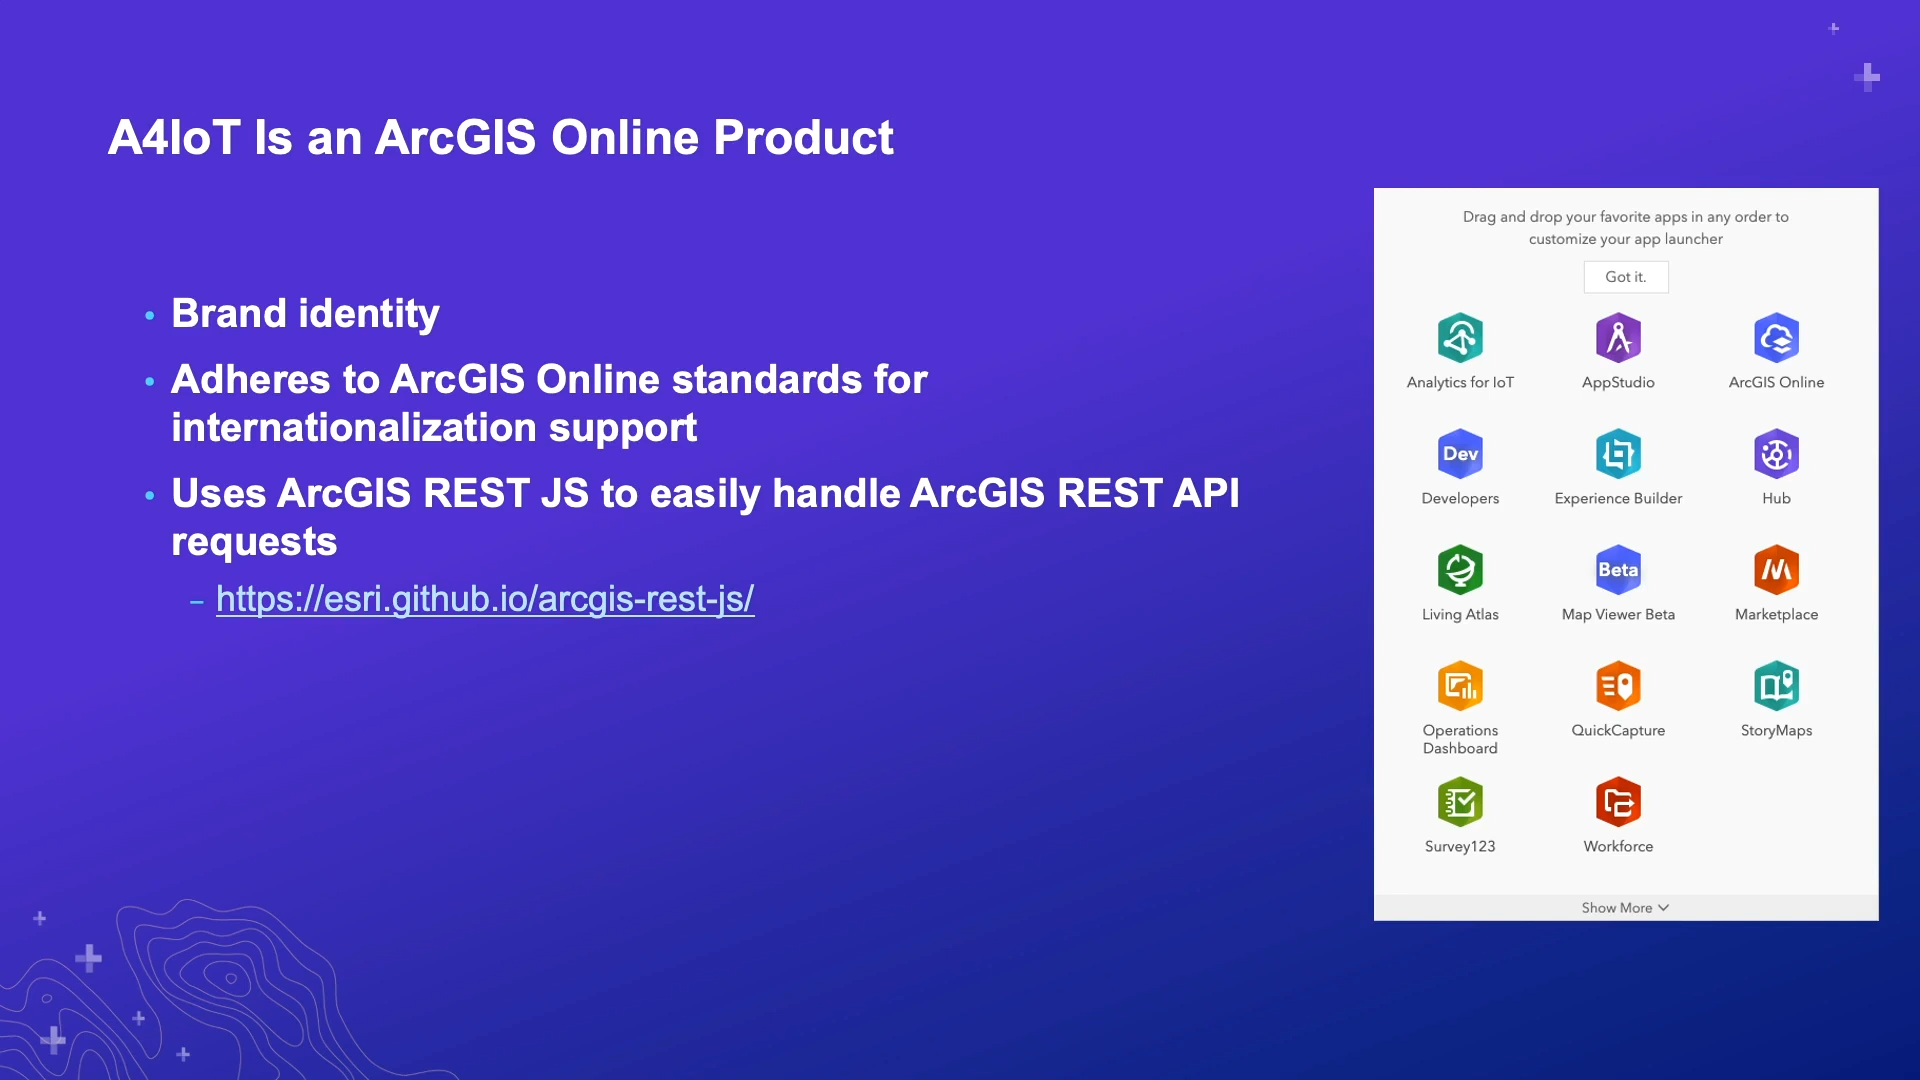 A4IoT Is an ArcGIS Online Product
• Brand identity
• Adheres to ArcGIS Online standards for
internationalization support
• Uses ArcGIS REST JS to easily handle ArcGIS REST API
requests
– https://esri.github.io/arcgis-rest-js/
Drag and drop your favorite apps in any order to
customize your app launcher
Got it.
Analytics for IoT
AppStudio
ArcGIS Online
Dev
Developers
Experience Builder
Hub
Living Atlas
Beta
Map Viewer Beta
Marketplace
Operations
Dashboard
QuickCapture
StoryMaps
Survey123
Workforce
Show More